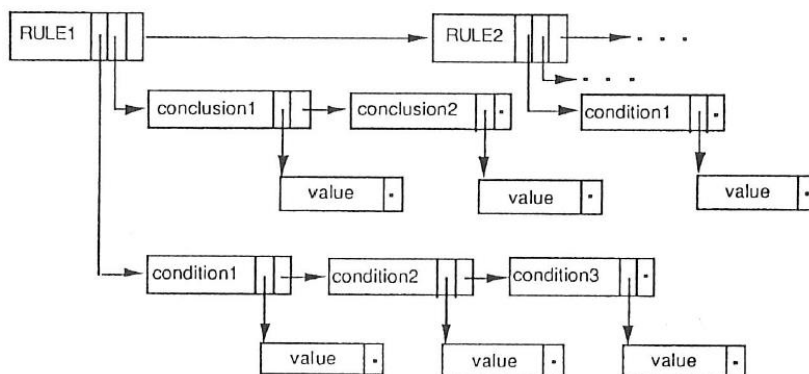 RULE1
RULE2
. . .
. . .
conclusion1
conclusion2
condition1
value
value
value
condition1
condition2
condition3
value
value
value